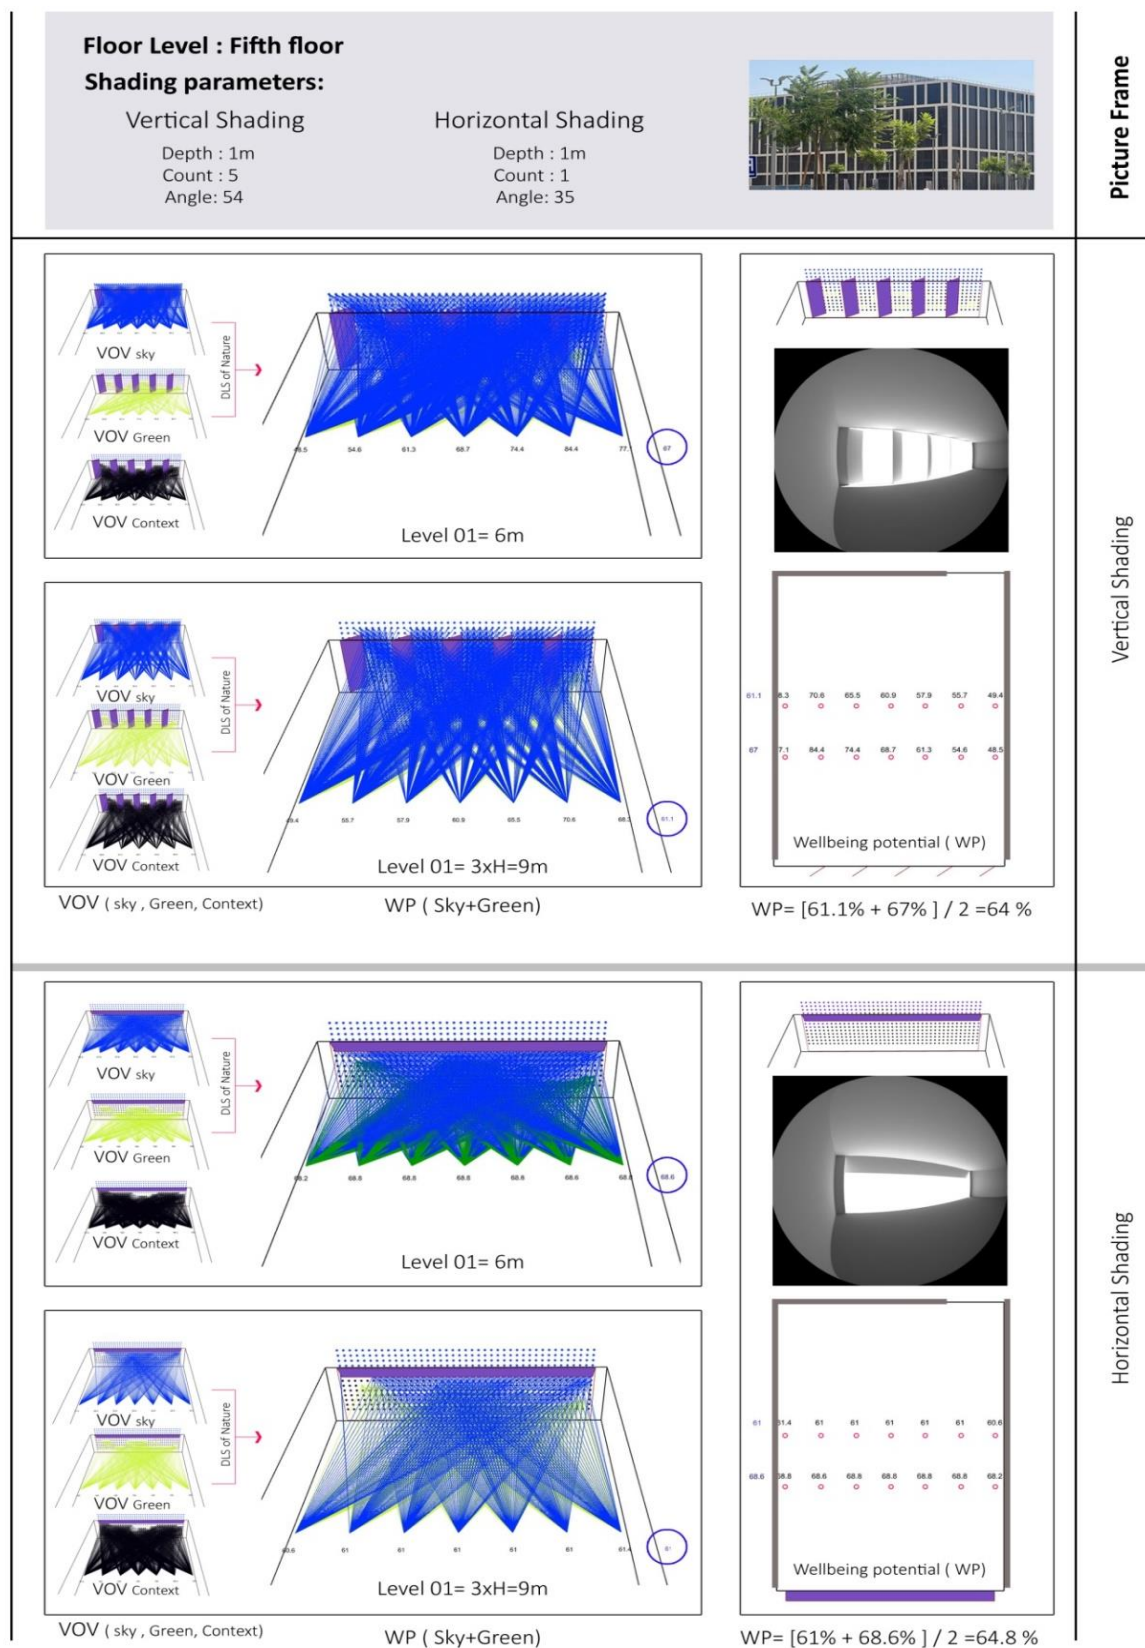 Floor Level : Fifth floor
Shading parameters:
Vertical Shading
Depth : 1m
Count : 5
Angle: 54
Horizontal Shading
Depth : 1m
Count : 1
Angle: 35
Picture Frame
VOV sky
VOV Green
VOV Context
DLS of Nature
54.6 61.3 68.7 74.4 84.4 67
Level 01= 6m
VOV sky
VOV Green
VOV Context
DLS of Nature
55.7 57.9 60.9 65.5 70.6 61.1
Level 01= 3xH=9m
VOV ( sky , Green, Context)
WP ( Sky+Green)
61.1 8.3 70.6 65.5 60.9 57.9 55.7 49.4
67 7.1 84.4 74.4 68.7 61.3 54.6 48.5
Wellbeing potential ( WP)
WP= [61.1% + 67% ] / 2 =64 %
Vertical Shading
VOV sky
VOV Green
VOV Context
DLS of Nature
68.6
Level 01= 6m
VOV sky
VOV Green
VOV Context
DLS of Nature
61 61 61 61 61 61.4 61
Level 01= 3xH=9m
VOV ( sky , Green, Context)
WP ( Sky+Green)
61 61 61 61 61 61 60.6
68.6 68.2
Wellbeing potential ( WP)
WP= [61% + 68.6% ] / 2 =64.8 %
Horizontal Shading